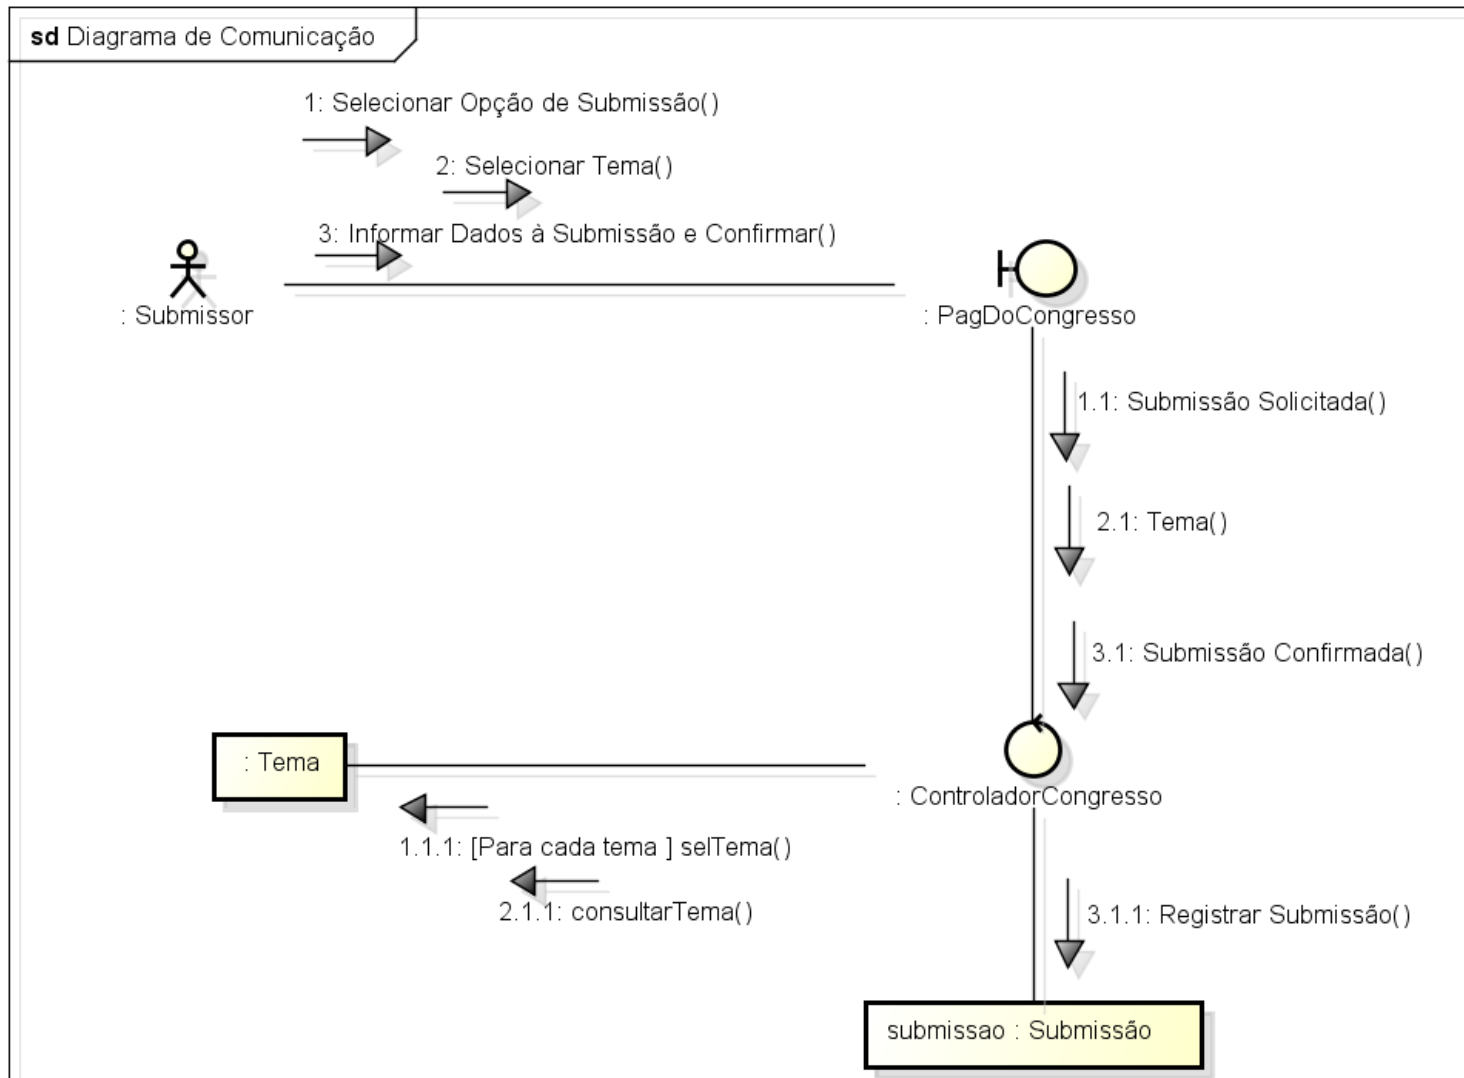 sd Diagrama de Comunicação
1: Selecionar Opção de Submissão()
2: Selecionar Tema()
3: Informar Dados à Submissão e Confirmar()
: Submissor
: PagDoCongresso
1.1: Submissão Solicitada()
2.1: Tema()
3.1: Submissão Confirmada()
: Tema
: ControladorCongresso
1.1.1: [Para cada tema ] selTema()
2.1.1: consultarTema()
3.1.1: Registrar Submissão()
submissao : Submissão